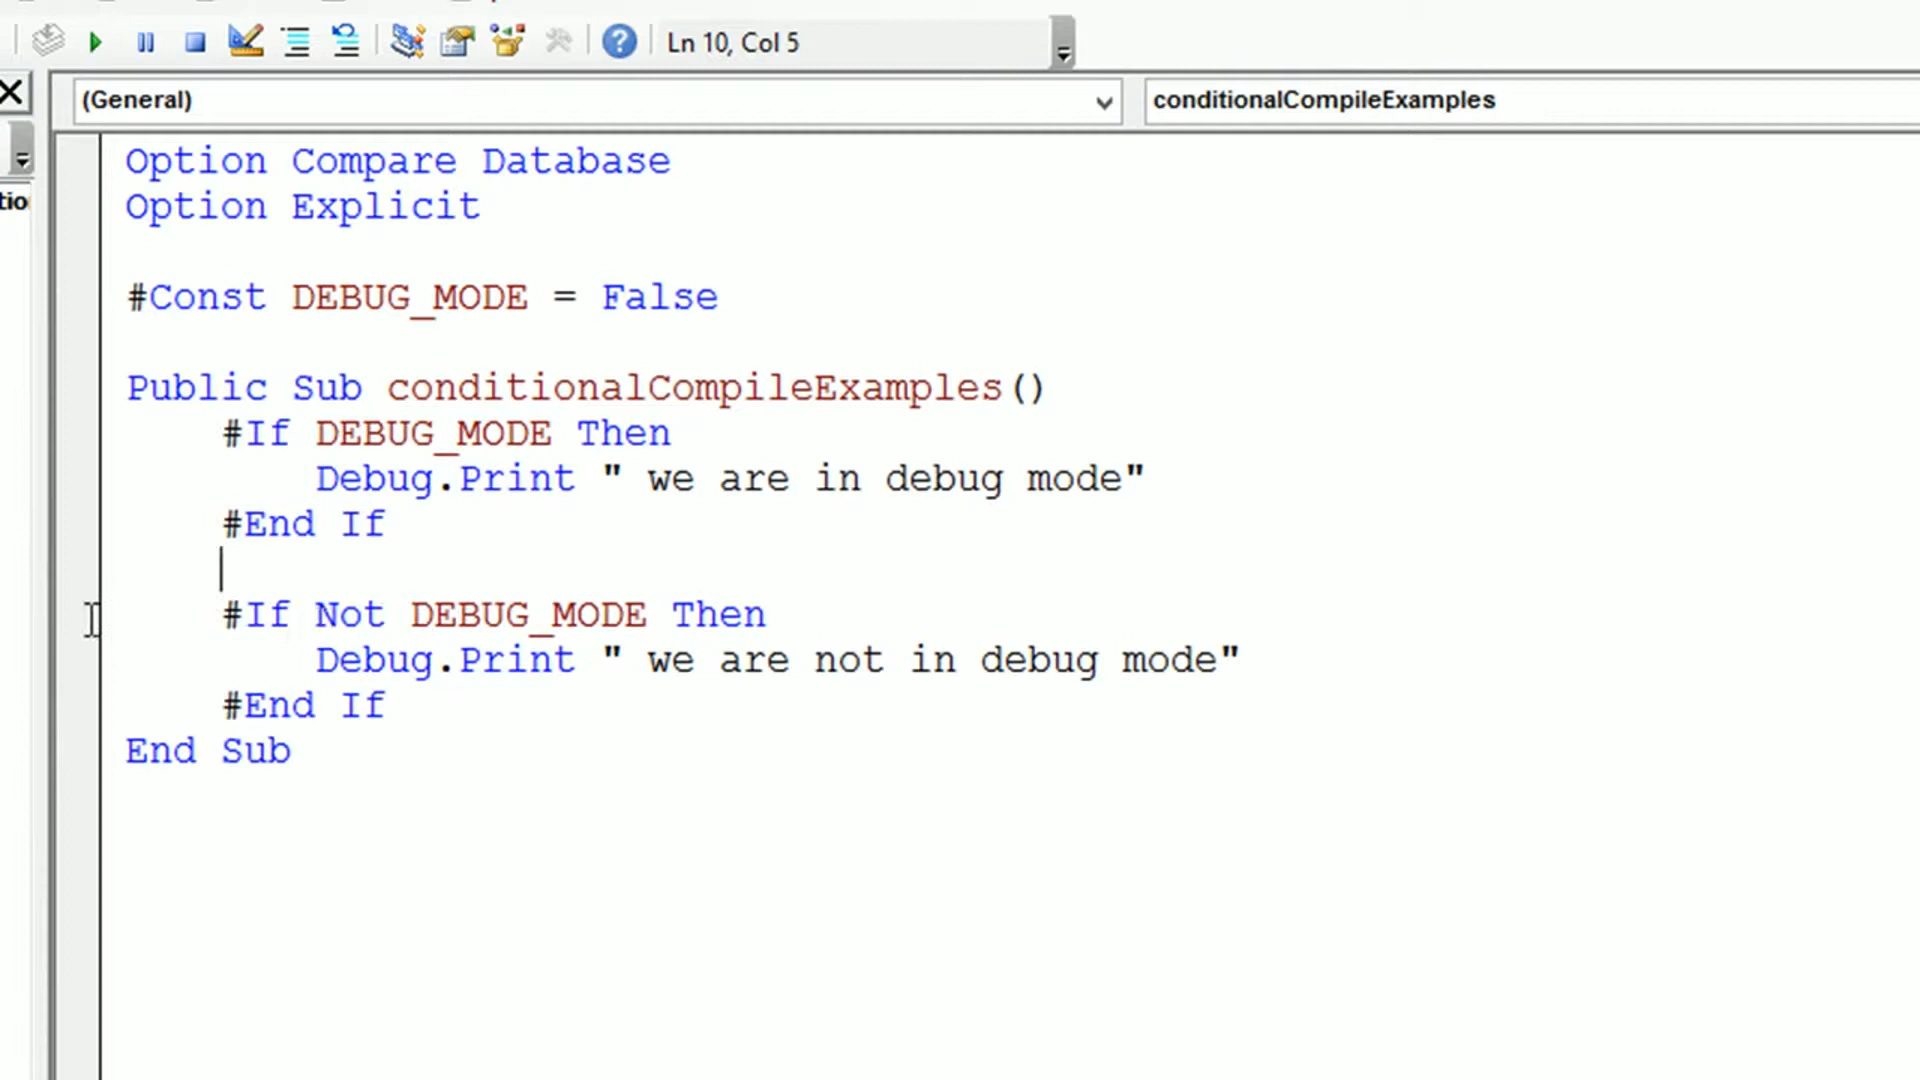 Ln 10, Col 5
(General)
conditionalCompileExamples
tio
Option Compare Database
Option Explicit
#Const DEBUG_MODE = False
Public Sub conditionalCompileExamples()
#If DEBUG_MODE Then
Debug.Print " we are in debug mode"
#End If
#If Not DEBUG_MODE Then
Debug.Print " we are not in debug mode"
#End If
End Sub